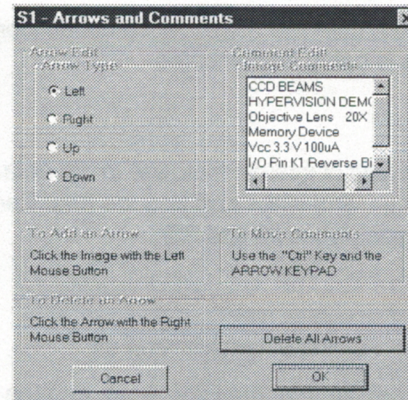 S1 - Arrows and Comments
Arrow Edit
Arrow Type
Left
Right
Up
Down
Comment Edit
Image Comments
CCD BEAMS
HYPERVISION DEM
Objective Lens 20X
Memory Device
Vcc 3.3 V 100uA
I/O Pin K1 Reverse Bi
To Add an Arrow
Click the Image with the Left
Mouse Button
To Move Comments
Use the "Ctrl" Key and the
ARROW KEYPAD
To Delete an Arrow
Click the Arrow with the Right
Mouse Button
Delete All Arrows
Cancel
OK